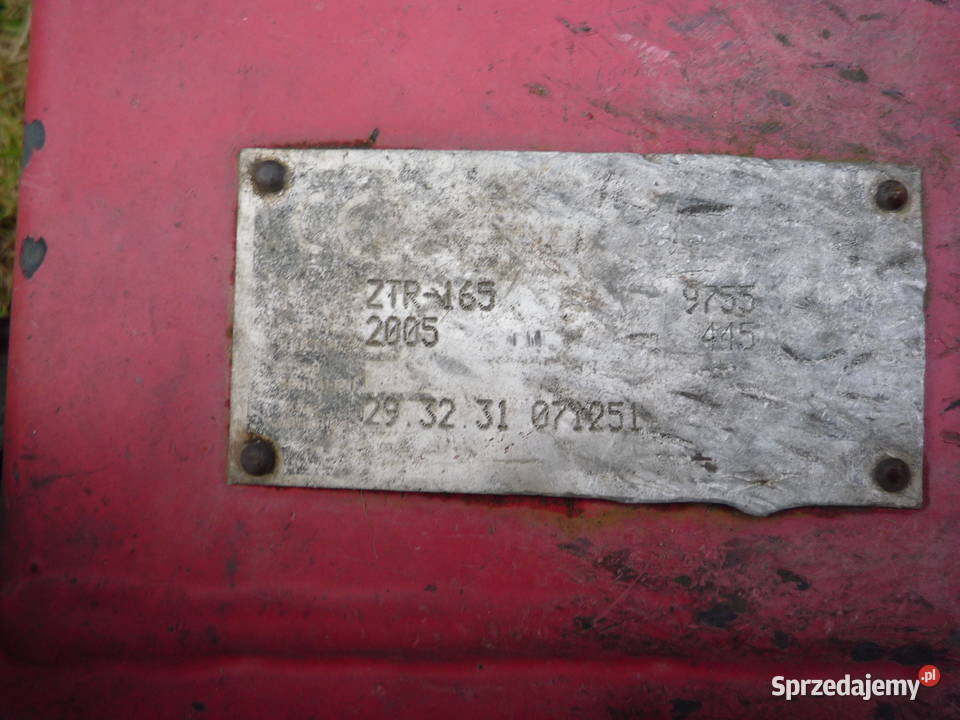 ZTR-165 9755
2005 445
29.32.31 071251
Sprzedajemy.pl